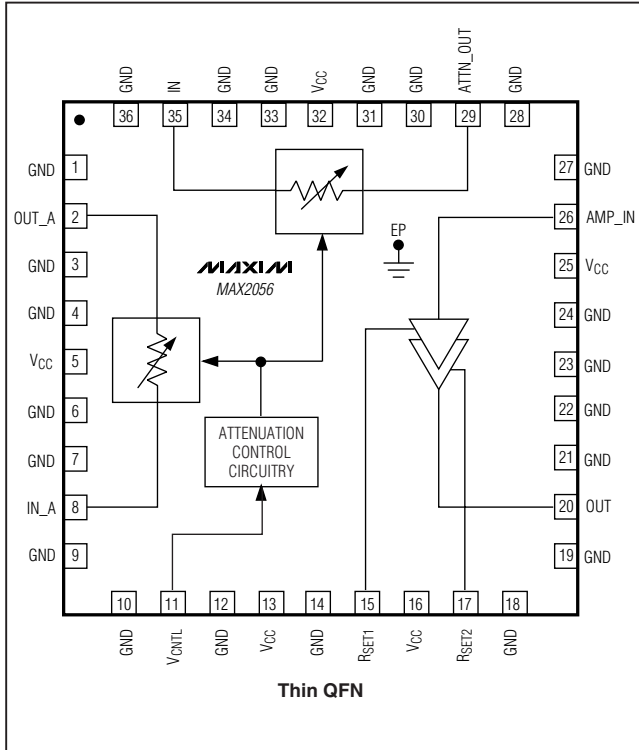 GND IN GND GND VCC GND GND ATTN_OUT GND
36 35 34 33 32 31 30 29 28
GND 1
OUT_A 2
GND 3
GND 4
VCC 5
GND 6
GND 7
IN_A 8
GND 9
EP
MAXIM
MAX2056
ATTENUATION
CONTROL
CIRCUITRY
27 GND
26 AMP_IN
25 VCC
24 GND
23 GND
22 GND
21 GND
20 OUT
19 GND
10 11 12 13 14 15 16 17 18
GND VCNTL GND VCC GND RSET1 VCC RSET2 GND
Thin QFN